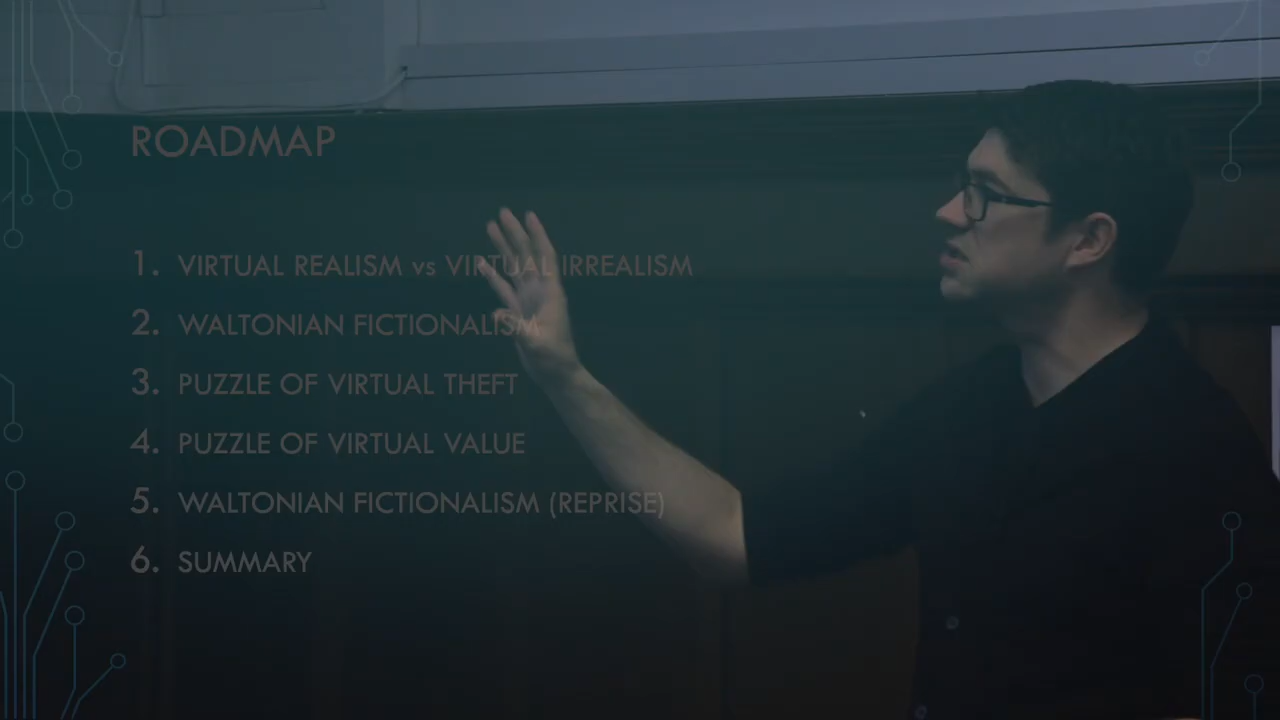 ROADMAP
1. VIRTUAL REALISM vs VIRTUAL IRREALISM
2. WALTONIAN FICTIONALISM
3. PUZZLE OF VIRTUAL THEFT
4. PUZZLE OF VIRTUAL VALUE
5. WALTONIAN FICTIONALISM (REPRISE)
6. SUMMARY